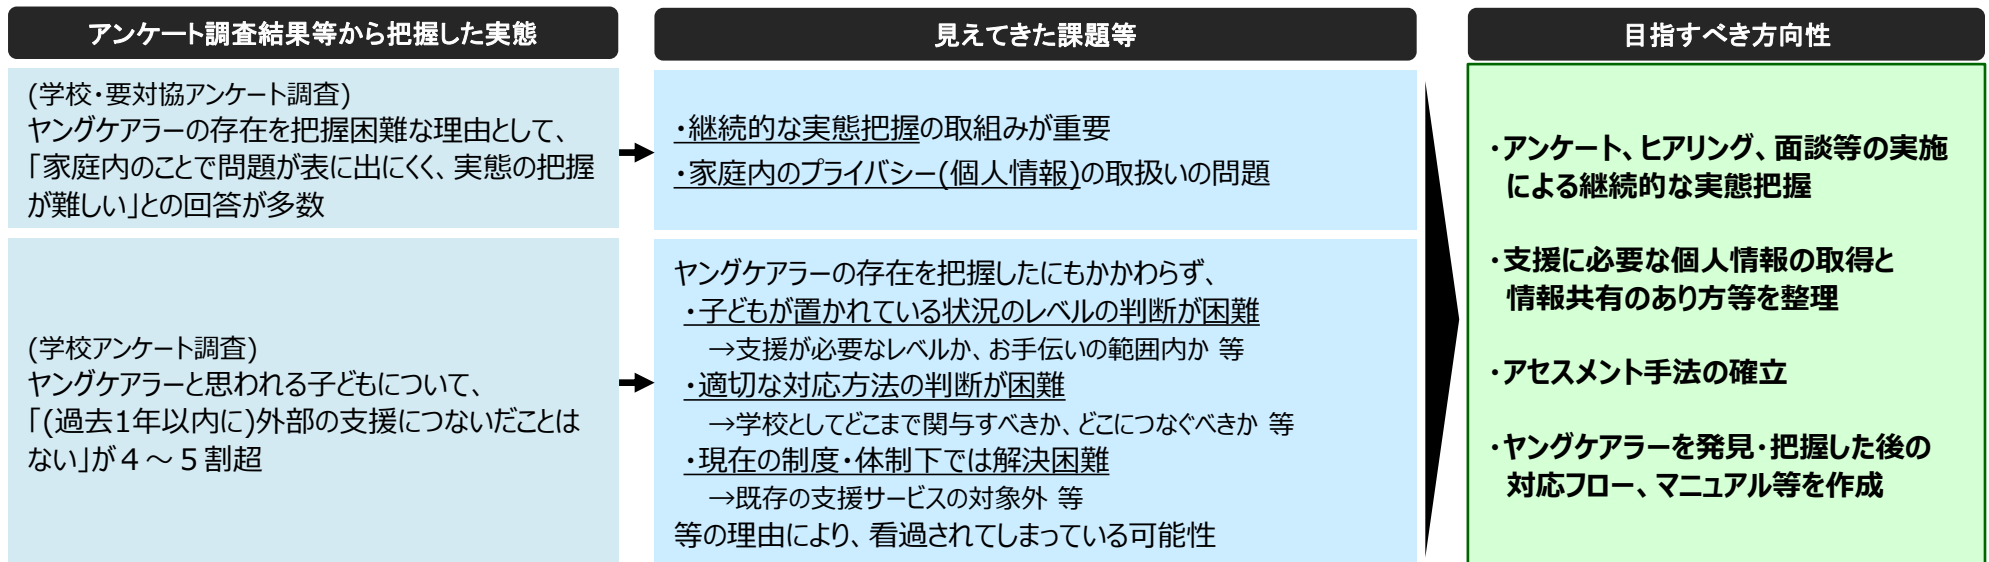 アンケート調査結果等から把握した実態
(学校・要対協アンケート調査)
ヤングケアラーの存在を把握困難な理由として、
「家庭内のことで問題が表に出にくく、実態の把握
が難しい」との回答が多数
(学校アンケート調査)
ヤングケアラーと思われる子どもについて、
「(過去1年以内に)外部の支援につないだことは
ない」が４～５割超
見えてきた課題等
・継続的な実態把握の取組みが重要
・家庭内のプライバシー(個人情報)の取扱いの問題
ヤングケアラーの存在を把握したにもかかわらず、
・子どもが置かれている状況のレベルの判断が困難
→支援が必要なレベルか、お手伝いの範囲内か 等
・適切な対応方法の判断が困難
→学校としてどこまで関与すべきか、どこにつなぐべきか 等
・現在の制度・体制下では解決困難
→既存の支援サービスの対象外 等
等の理由により、看過されてしまっている可能性
目指すべき方向性
・アンケート、ヒアリング、面談等の実施
による継続的な実態把握
・支援に必要な個人情報の取得と
情報共有のあり方等を整理
・アセスメント手法の確立
・ヤングケアラーを発見・把握した後の
対応フロー、マニュアル等を作成